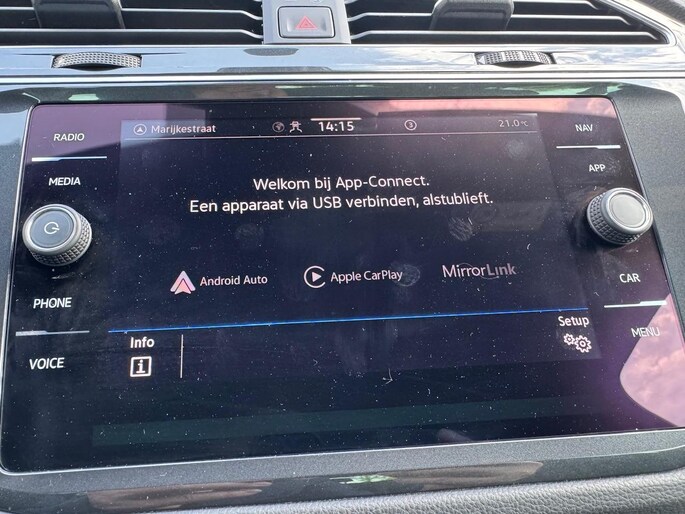 RADIO
MEDIA
PHONE
VOICE
Marijkestraat
14:15
3
21.0°C
Welkom bij App-Connect.
Een apparaat via USB verbinden, alstublieft.
Android Auto
Apple CarPlay
MirrorLink
Info
i
Setup
NAV
APP
CAR
MENU